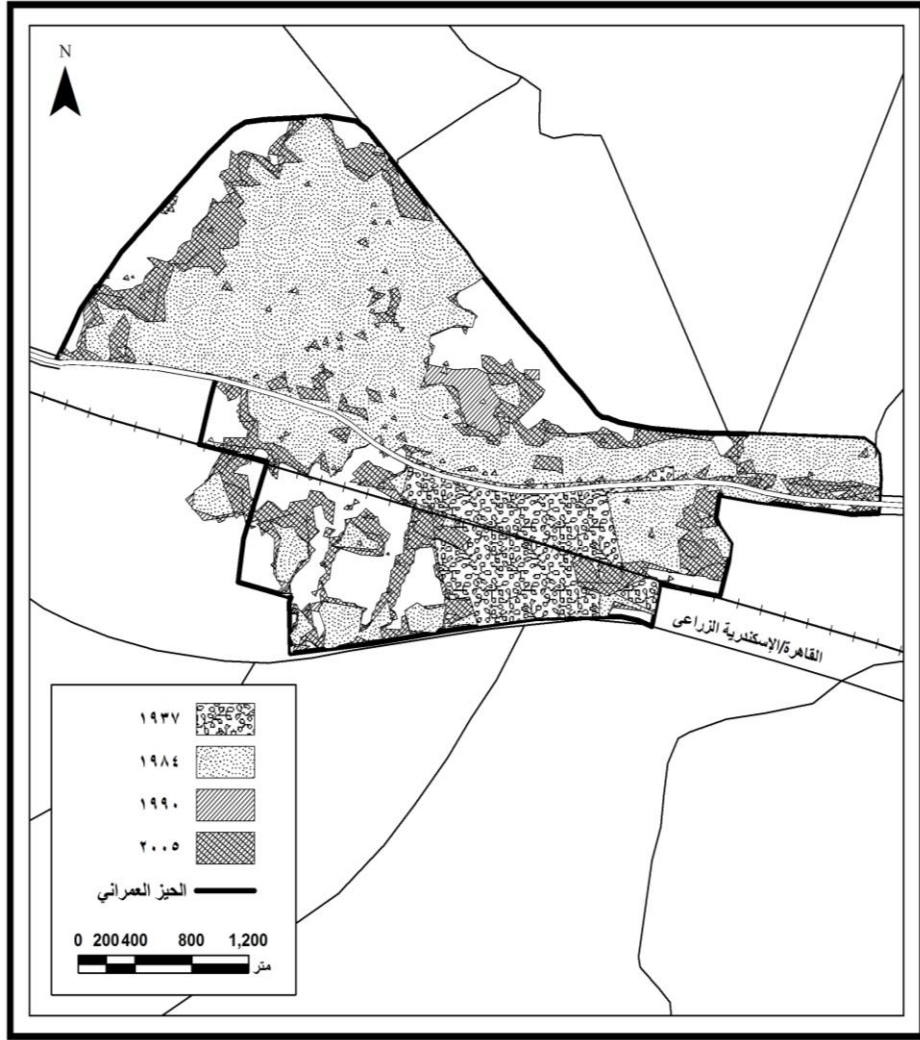 N
القاهرة/الإسكندرية الزراعى
١٩٣٧
١٩٨٤
١٩٩٠
٢٠٠٥
الحيز العمراني
0 200 400 800 1,200
متر